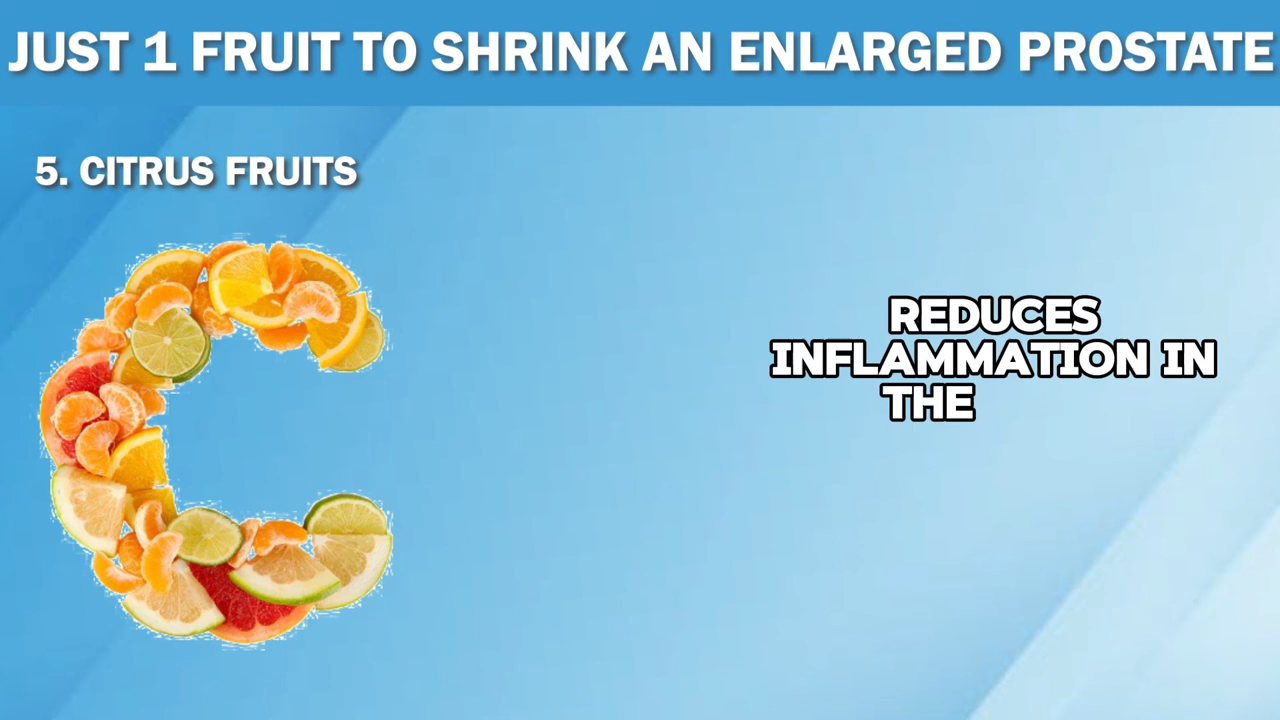 JUST 1 FRUIT TO SHRINK AN ENLARGED PROSTATE
5. CITRUS FRUITS
REDUCES
INFLAMMATION IN
THE